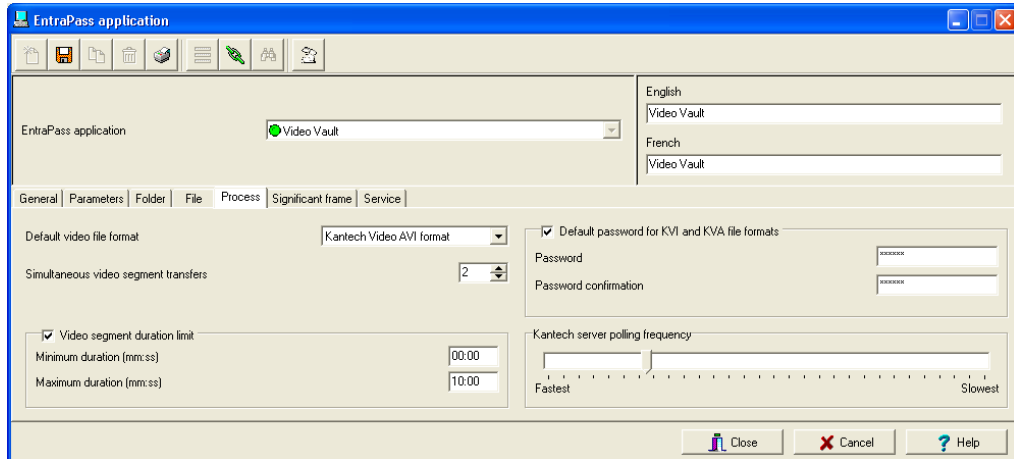 EntraPass application
English
Video Vault
EntraPass application
Video Vault
French
Video Vault
General
Parameters
Folder
File
Process
Significant frame
Service
Default video file format
Kantech Video AVI format
Simultaneous video segment transfers
2
Default password for KVI and KVA file formats
Password
xxxxxx
Password confirmation
xxxxxx
Video segment duration limit
Minimum duration (mm:ss)
00:00
Maximum duration (mm:ss)
10:00
Kantech server polling frequency
Fastest
Slowest
Close
Cancel
? Help